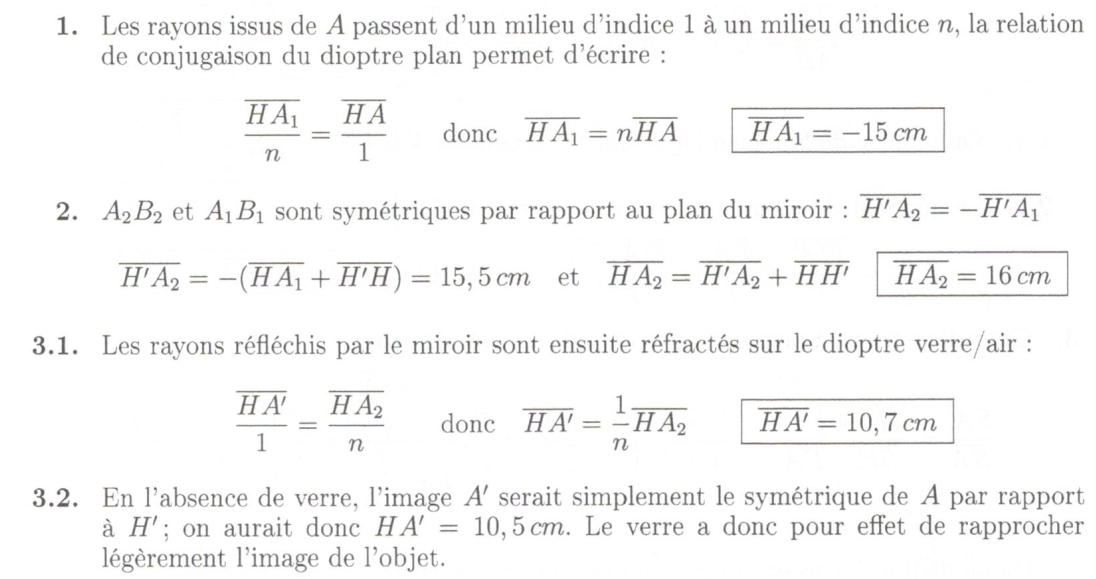 1. Les rayons issus de A passent d'un milieu d'indice 1 à un milieu d'indice n, la relation
de conjugaison du dioptre plan permet d'écrire :
\frac{\overline{HA_1}}{n} = \frac{\overline{HA}}{1} donc \overline{HA_1} = n\overline{HA} \boxed{\overline{HA_1} = -15 cm}
2. A_2B_2 et A_1B_1 sont symétriques par rapport au plan du miroir : \overline{H'A_2} = -\overline{H'A_1}
\overline{H'A_2} = -(\overline{HA_1} + \overline{H'H}) = 15,5 cm et \overline{HA_2} = \overline{H'A_2} + \overline{HH'} \boxed{\overline{HA_2} = 16 cm}
3.1. Les rayons réfléchis par le miroir sont ensuite réfractés sur le dioptre verre/air :
\frac{\overline{HA'}}{1} = \frac{\overline{HA_2}}{n} donc \overline{HA'} = \frac{1}{n}\overline{HA_2} \boxed{\overline{HA'} = 10,7 cm}
3.2. En l'absence de verre, l'image A' serait simplement le symétrique de A par rapport
à H' ; on aurait donc HA' = 10,5 cm. Le verre a donc pour effet de rapprocher
légèrement l'image de l'objet.